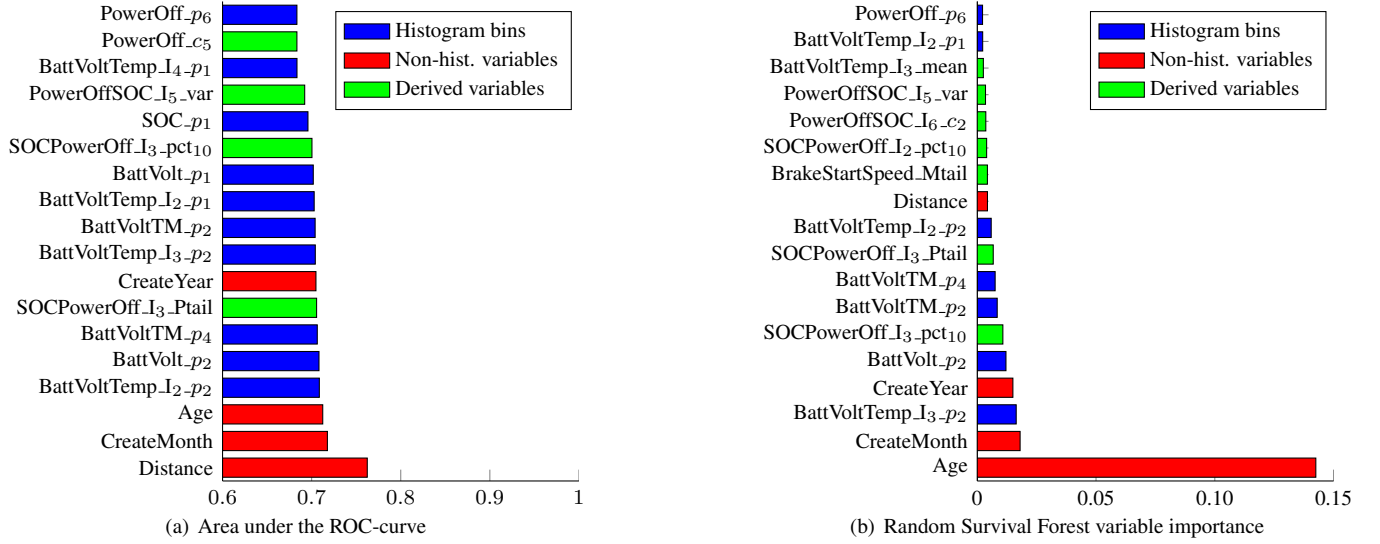 PowerOff_p₆
PowerOff_c₅
BattVoltTemp_I₄_p₁
PowerOffSOC_I₅_var
SOC_p₁
SOCPowerOff_I₃_pct₁₀
BattVolt_p₁
BattVoltTemp_I₂_p₁
BattVoltTM_p₂
BattVoltTemp_I₃_p₂
CreateYear
SOCPowerOff_I₃_Ptail
BattVoltTM_p₄
BattVolt_p₂
BattVoltTemp_I₂_p₂
Age
CreateMonth
Distance
Histogram bins
Non-hist. variables
Derived variables
0.6 0.7 0.8 0.9 1
(a) Area under the ROC-curve
PowerOff_p₆
BattVoltTemp_I₂_p₁
BattVoltTemp_I₃_mean
PowerOffSOC_I₅_var
PowerOffSOC_I₆_c₂
SOCPowerOff_I₂_pct₁₀
BrakeStartSpeed_Mtail
Distance
BattVoltTemp_I₂_p₂
SOCPowerOff_I₃_Ptail
BattVoltTM_p₄
BattVoltTM_p₂
SOCPowerOff_I₃_pct₁₀
BattVolt_p₂
CreateYear
BattVoltTemp_I₃_p₂
CreateMonth
Age
Histogram bins
Non-hist. variables
Derived variables
0 0.05 0.10 0.15
(b) Random Survival Forest variable importance